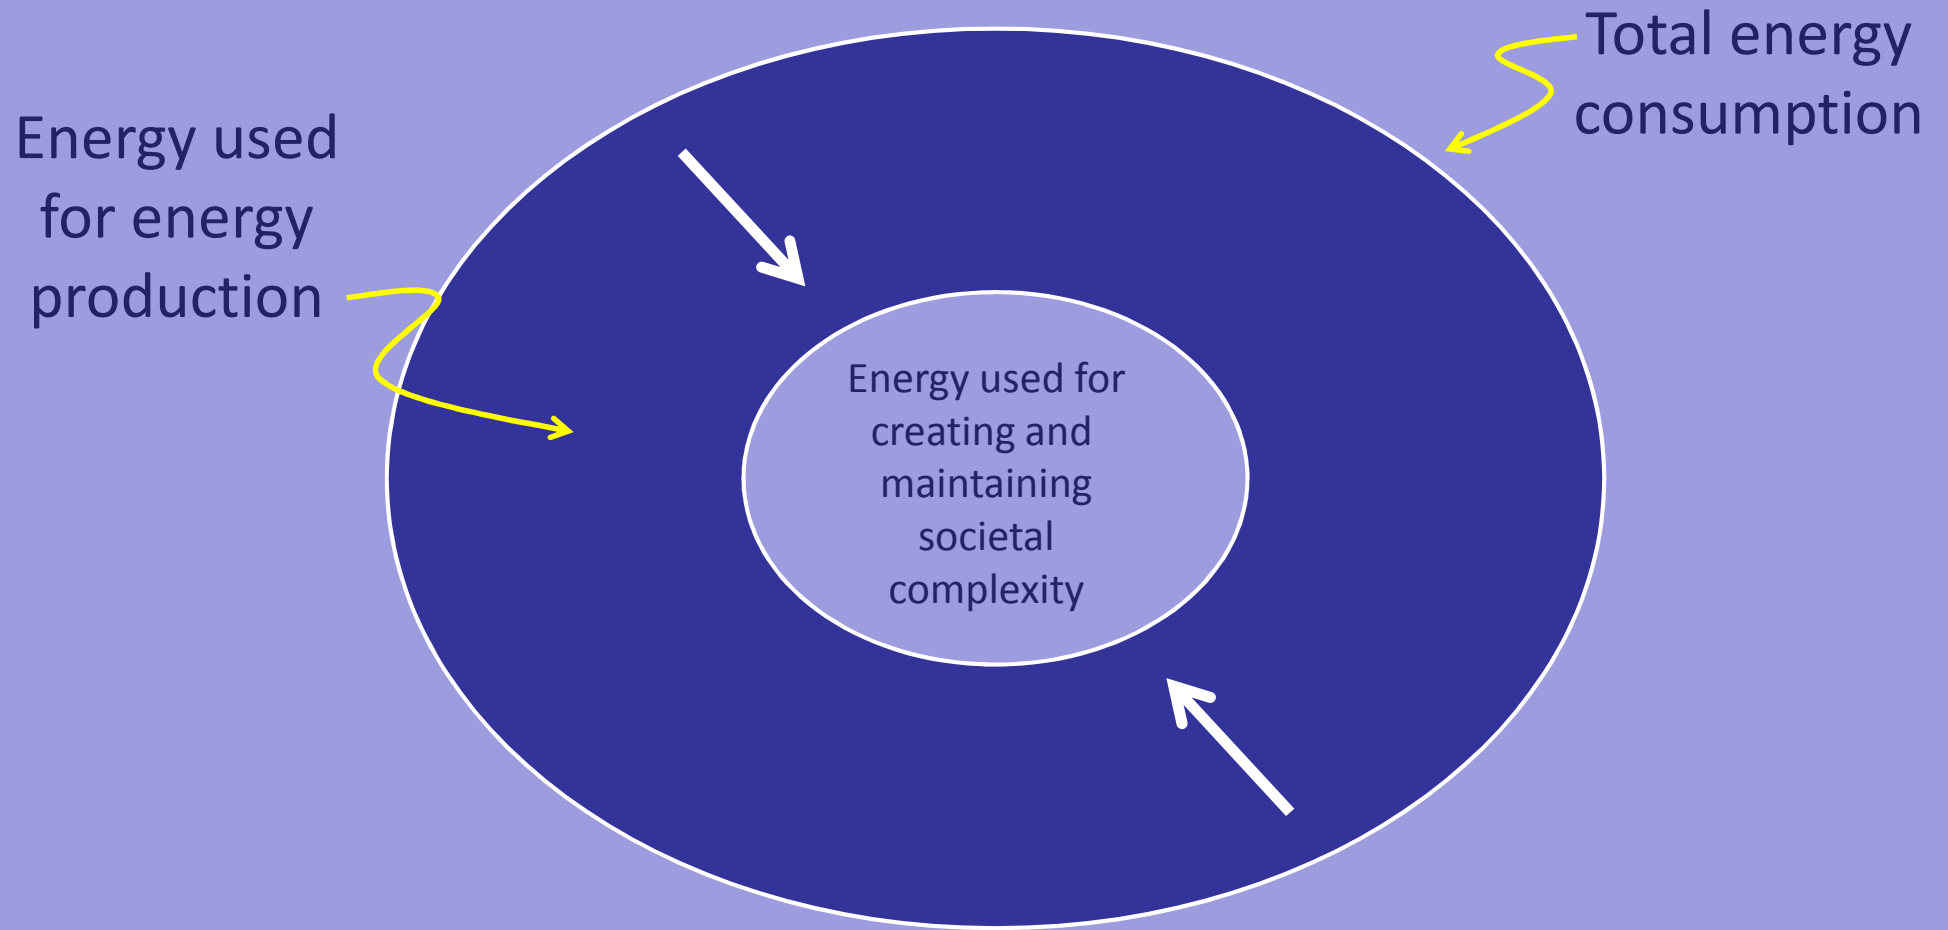 Total energy
consumption
Energy used
for energy
production
Energy used for
creating and
maintaining
societal
complexity